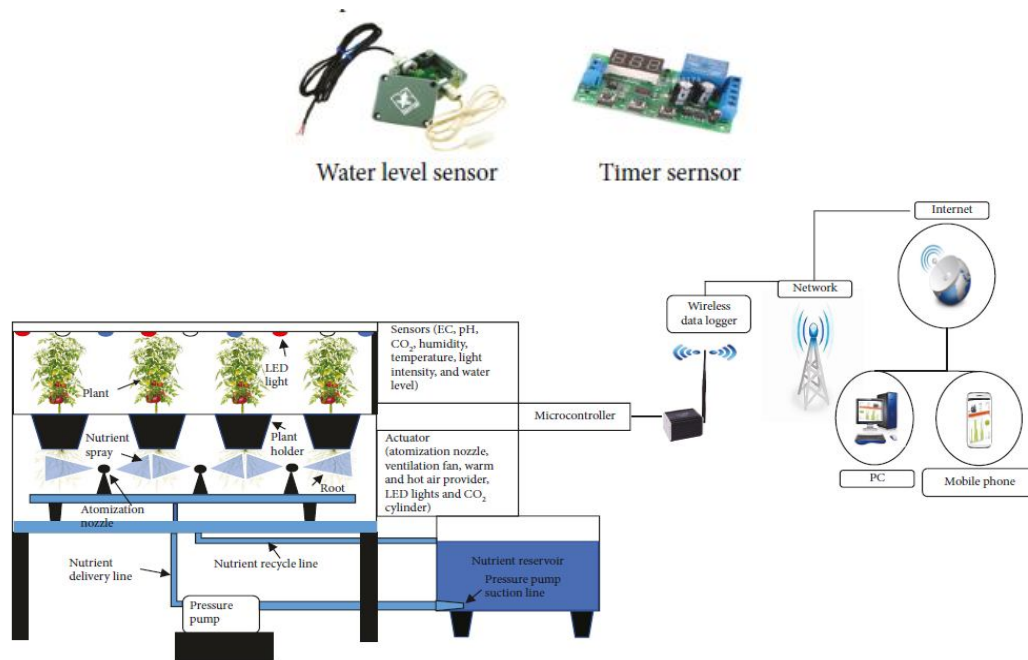 Water level sensor
Timer sernsor
Internet
Network
Wireless
data logger
Sensors (EC, pH,
CO₂, humidity,
temperature, light
intensity, and water
level)
LED
light
Plant
Microcontroller
Plant
holder
Nutrient
spray
Actuator
(atomization nozzle,
ventilation fan, warm
and hot air provider,
LED lights and CO₂
cylinder)
Root
Atomization
nozzle
PC
Mobile phone
Nutrient
delivery line
Nutrient recycle line
Nutrient reservoir
Pressure pump
suction line
Pressure
pump